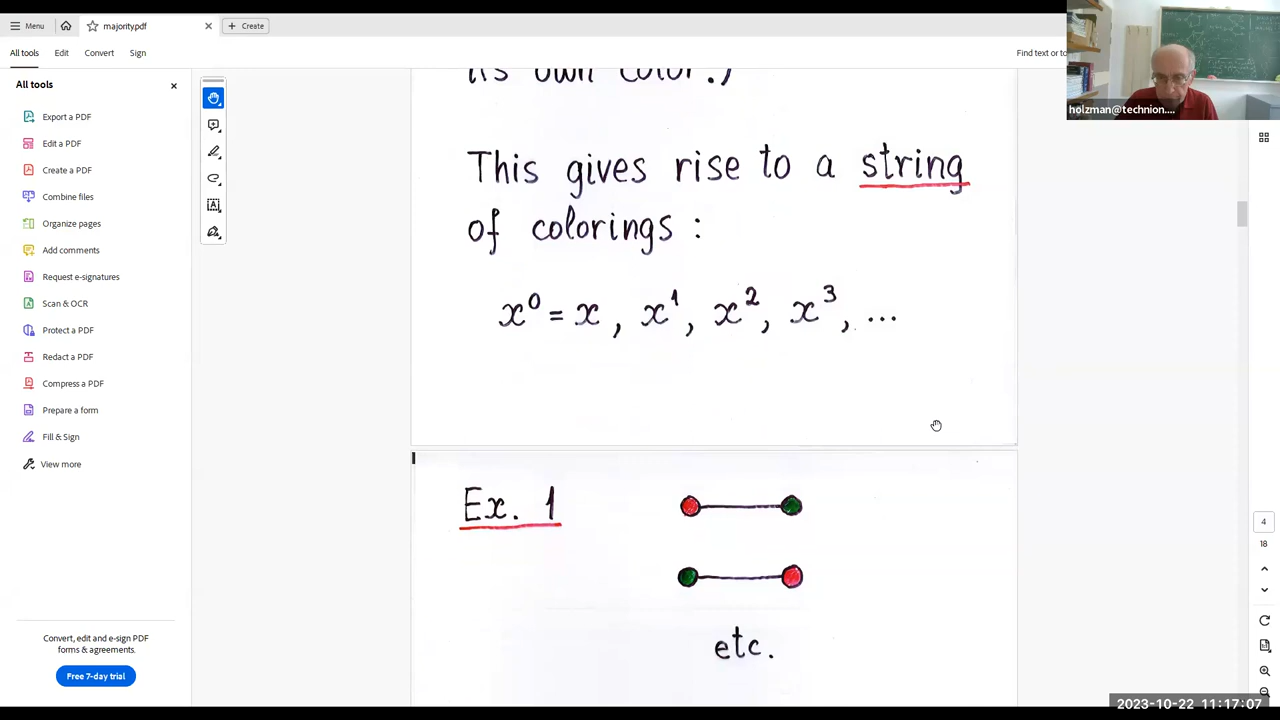 Menu
majority.pdf
Create
All tools
Edit
Convert
Sign
Find text or to
holzman@technion....
All tools
Export a PDF
Edit a PDF
Create a PDF
Combine files
Organize pages
Add comments
Request e-signatures
Scan & OCR
Protect a PDF
Redact a PDF
Compress a PDF
Prepare a form
Fill & Sign
View more
Convert, edit and e-sign PDF
forms & agreements.
Free 7-day trial
its own color.)
This gives rise to a string
of colorings :
x⁰ = x , x¹, x², x³, ...
Ex. 1
etc.
4
18
2023-10-22 11:17:07